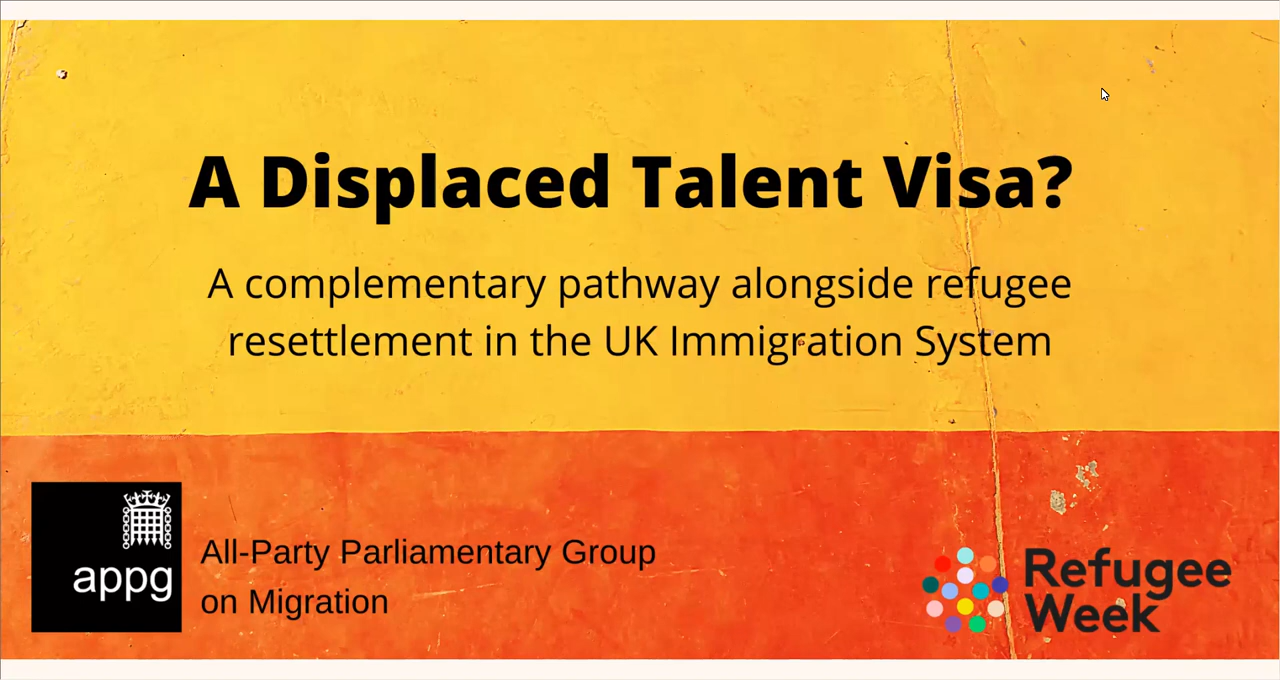 A Displaced Talent Visa?
A complementary pathway alongside refugee
resettlement in the UK Immigration System
appg
All-Party Parliamentary Group
on Migration
Refugee
Week